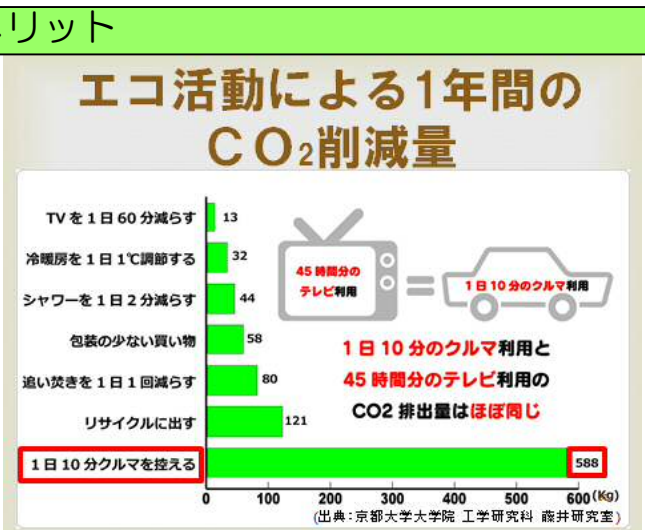 リット
エコ活動による1年間の
CO₂削減量
TVを1日60分減らす 13
冷暖房を1日1℃調節する 32
シャワーを1日2分減らす 44
包装の少ない買い物 58
追い焚きを1日1回減らす 80
リサイクルに出す 121
1日10分クルマを控える 588
45時間分の
テレビ利用
=
1日10分のクルマ利用
1日10分のクルマ利用と
45時間分のテレビ利用の
CO2排出量はほぼ同じ
0 100 200 300 400 500 600 (Kg)
(出典:京都大学大学院 工学研究科 藤井研究室)